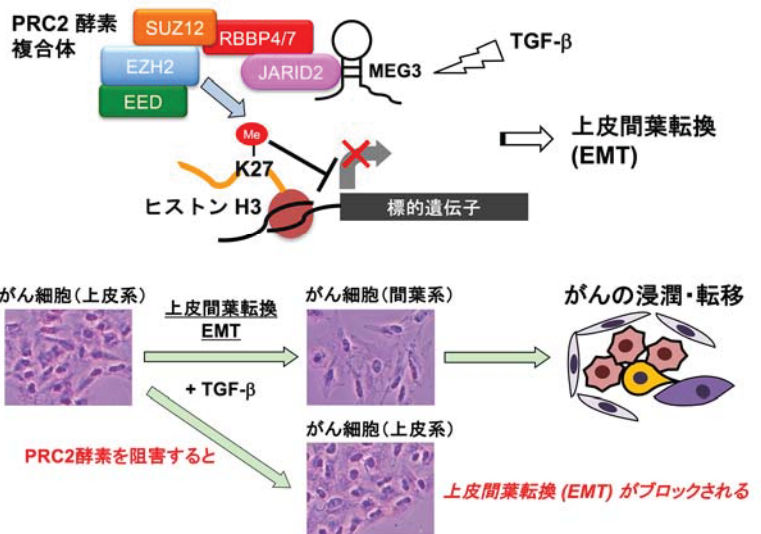 PRC2 酵素
複合体
SUZ12
RBBP4/7
EZH2
JARID2
EED
MEG3
TGF-β
Me
K27
ヒストン H3
標的遺伝子
上皮間葉転換
(EMT)
がん細胞(上皮系)
上皮間葉転換
EMT
+ TGF-β
がん細胞(間葉系)
がんの浸潤・転移
PRC2酵素を阻害すると
がん細胞(上皮系)
上皮間葉転換 (EMT) がブロックされる